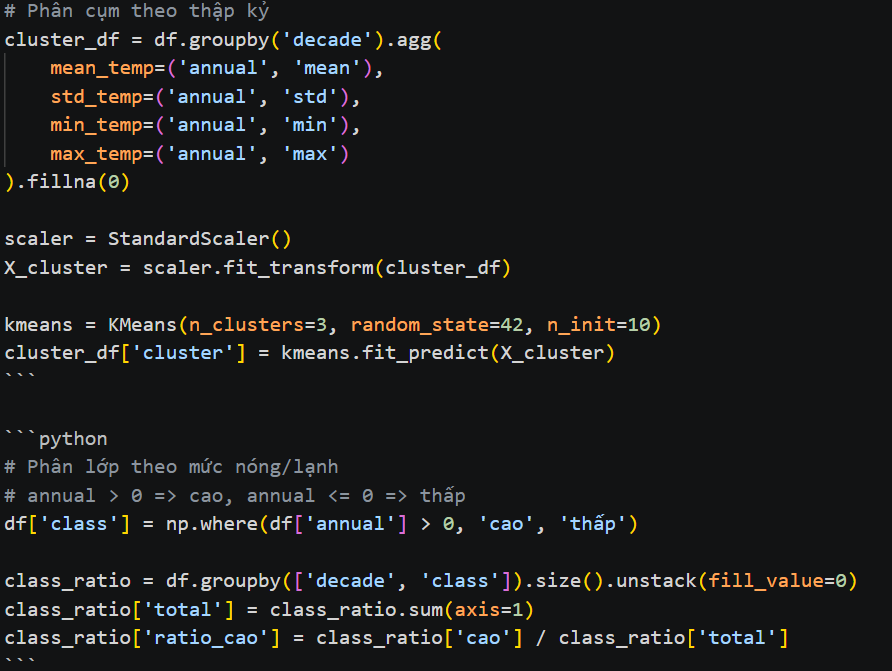 # Phân cụm theo thập kỷ
cluster_df = df.groupby('decade').agg(
    mean_temp=('annual', 'mean'),
    std_temp=('annual', 'std'),
    min_temp=('annual', 'min'),
    max_temp=('annual', 'max')
).fillna(0)

scaler = StandardScaler()
X_cluster = scaler.fit_transform(cluster_df)

kmeans = KMeans(n_clusters=3, random_state=42, n_init=10)
cluster_df['cluster'] = kmeans.fit_predict(X_cluster)
```

```python
# Phân lớp theo mức nóng/lạnh
# annual > 0 => cao, annual <= 0 => thấp
df['class'] = np.where(df['annual'] > 0, 'cao', 'thấp')

class_ratio = df.groupby(['decade', 'class']).size().unstack(fill_value=0)
class_ratio['total'] = class_ratio.sum(axis=1)
class_ratio['ratio_cao'] = class_ratio['cao'] / class_ratio['total']
```